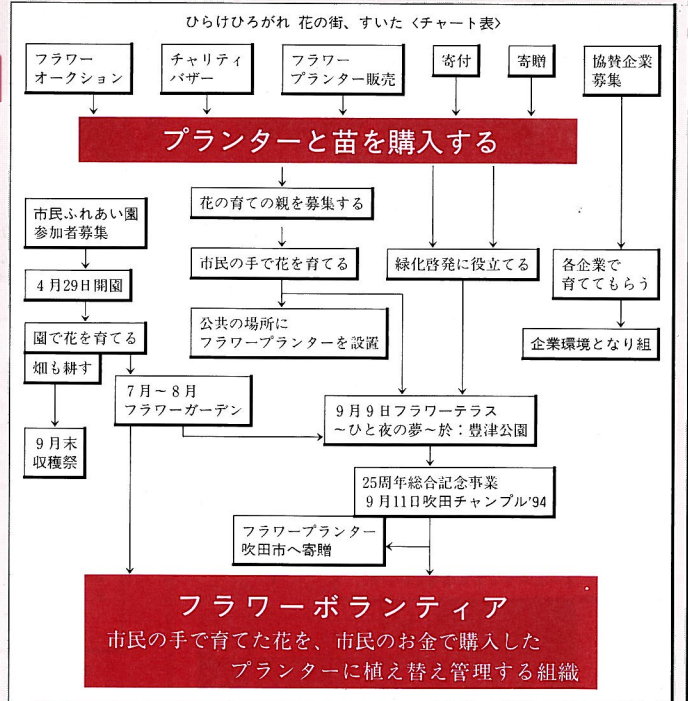 ひらけひろがれ 花の街、すいた〈チャート表〉
フラワー
オークション
チャリティ
バザー
フラワー
プランター販売
寄付
寄贈
協賛企業
募集
プランターと苗を購入する
花の育ての親を募集する
市民ふれあい園
参加者募集
市民の手で花を育てる
緑化啓発に役立てる
各企業で
育ててもらう
4月29日開園
公共の場所に
フラワープランターを設置
園で花を育てる
企業環境となり組
畑も耕す
7月〜8月
フラワーガーデン
9月9日フラワーテラス
〜ひと夜の夢〜於:豊津公園
9月末
収穫祭
25周年総合記念事業
9月11日吹田チャンプル'94
フラワープランター
吹田市へ寄贈
フラワーボランティア
市民の手で育てた花を、市民のお金で購入した
プランターに植え替え管理する組織